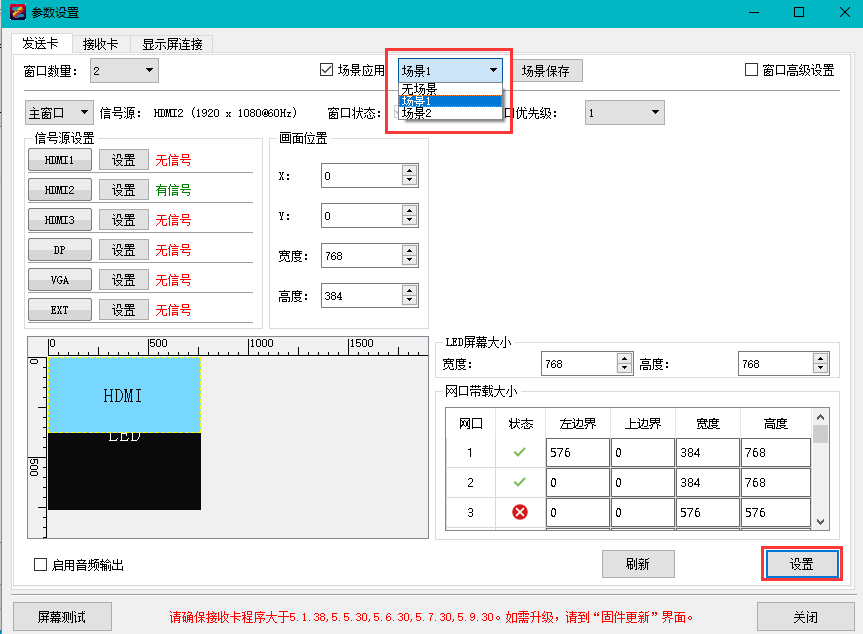 参数设置
发送卡 接收卡 显示屏连接
窗口数量： 2 场景应用 场景1 场景保存 窗口高级设置
无场景
场景1
场景2
主窗口 信号源： HDMI2 (1920 x 1080@60Hz) 窗口状态： 口优先级： 1
信号源设置
HDMI1 设置 无信号
HDMI2 设置 有信号
HDMI3 设置 无信号
DP 设置 无信号
VGA 设置 无信号
EXT 设置 无信号
画面位置
X: 0
Y: 0
宽度： 768
高度： 384
0 500 1000 1500
0
500
HDMI
LED
LED屏幕大小
宽度： 768 高度： 768
网口带载大小
网口 状态 左边界 上边界 宽度 高度
1 576 0 384 768
2 0 0 384 768
3 0 0 576 576
启用音频输出 刷新 设置
屏幕测试 请确保接收卡程序大于5.1.38,5.5.30,5.6.30,5.7.30,5.9.30。如需升级，请到“固件更新”界面。 关闭